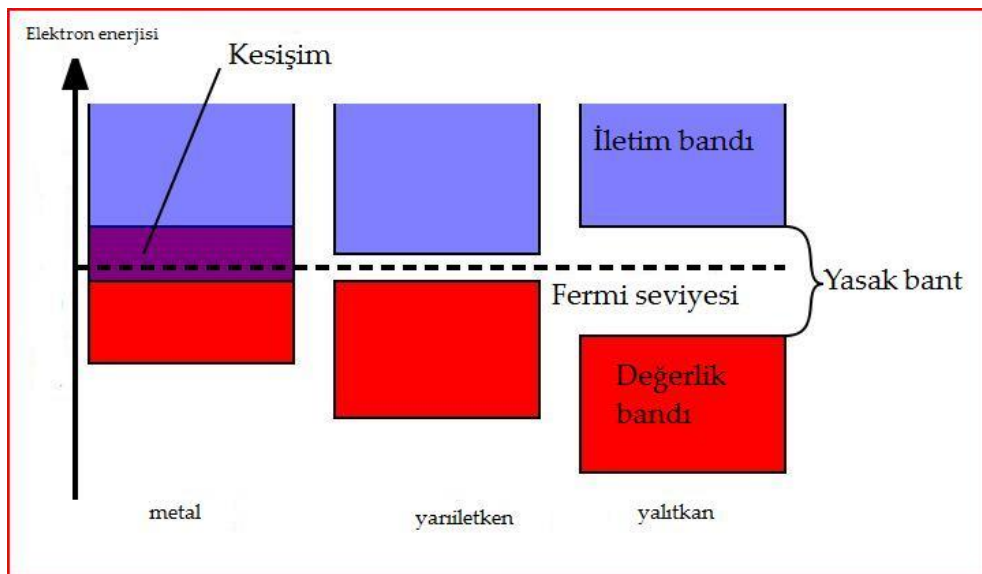 Elektron enerjisi
Kesişim
İletim bandı
Yasak bant
Fermi seviyesi
Değerlik
bandı
metal
yarıiletken
yalıtkan